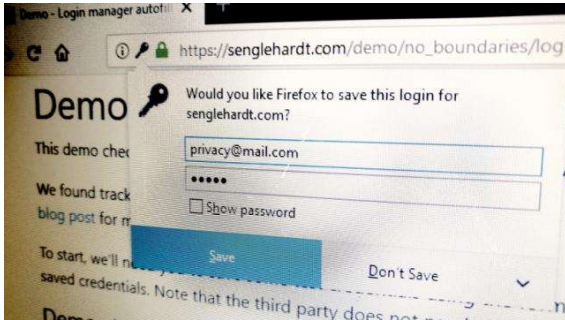 Demo - Login manager autofill
https://senglehardt.com/demo/no_boundaries/log
Demo
Would you like Firefox to save this login for
senglehardt.com?
This demo chec
privacy@mail.com
•••••
We found track
blog post for m
Show password
To start, we'll n
Save
Don't Save
saved credentials. Note that the third party does not
Demo